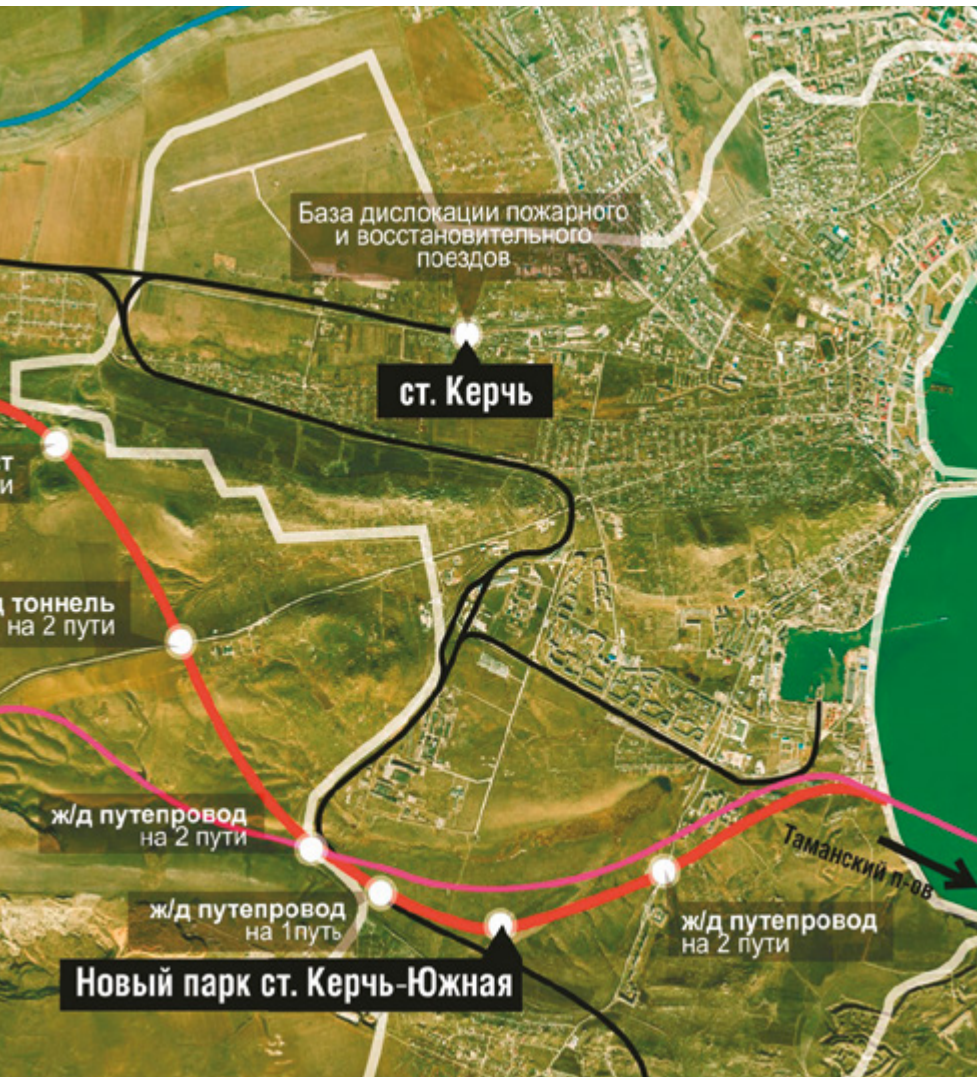 База дислокации пожарного
и восстановительного
поездов
ст. Керчь
т
и
д тоннель
на 2 пути
ж/д путепровод
на 2 пути
Таманский п-ов
ж/д путепровод
на 1путь
ж/д путепровод
на 2 пути
Новый парк ст. Керчь-Южная